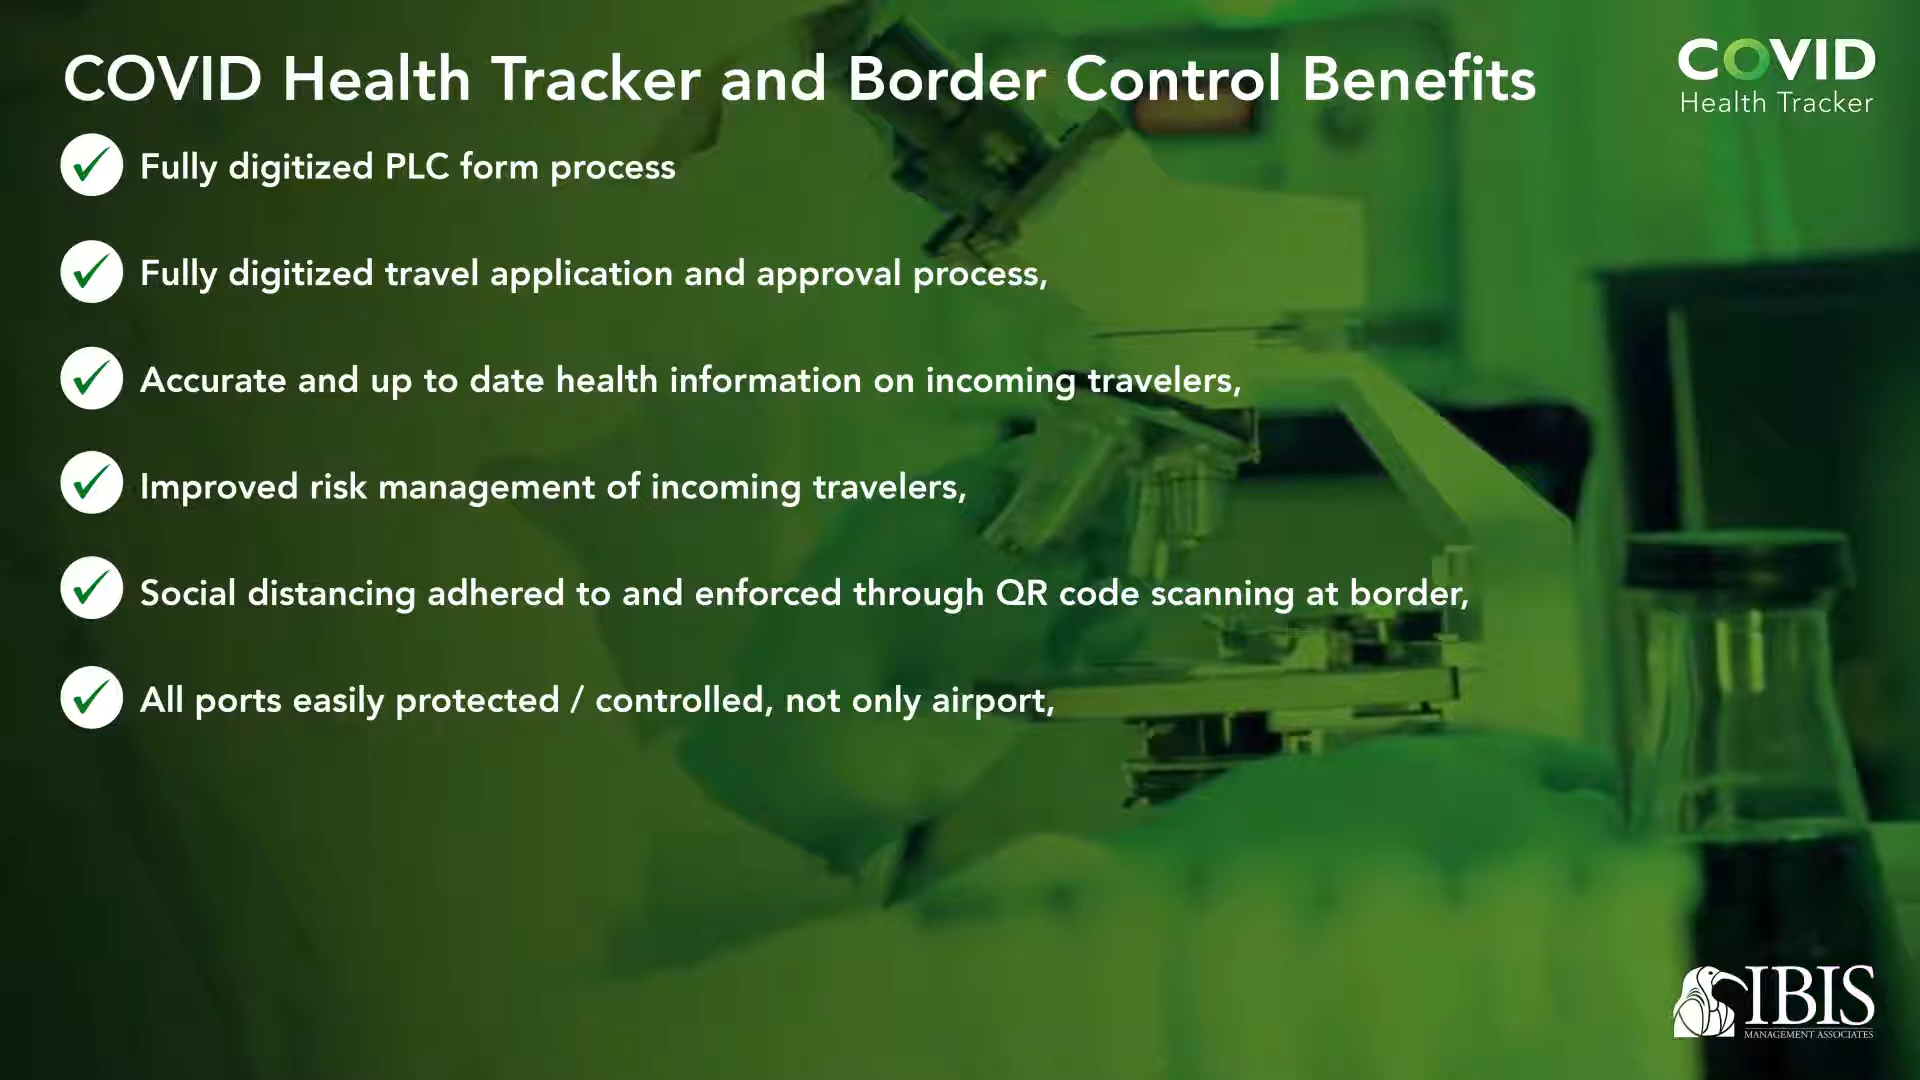 COVID Health Tracker and Border Control Benefits
COVID
Health Tracker
Fully digitized PLC form process
Fully digitized travel application and approval process,
Accurate and up to date health information on incoming travelers,
Improved risk management of incoming travelers,
Social distancing adhered to and enforced through QR code scanning at border,
All ports easily protected / controlled, not only airport,
IBIS
MANAGEMENT ASSOCIATES